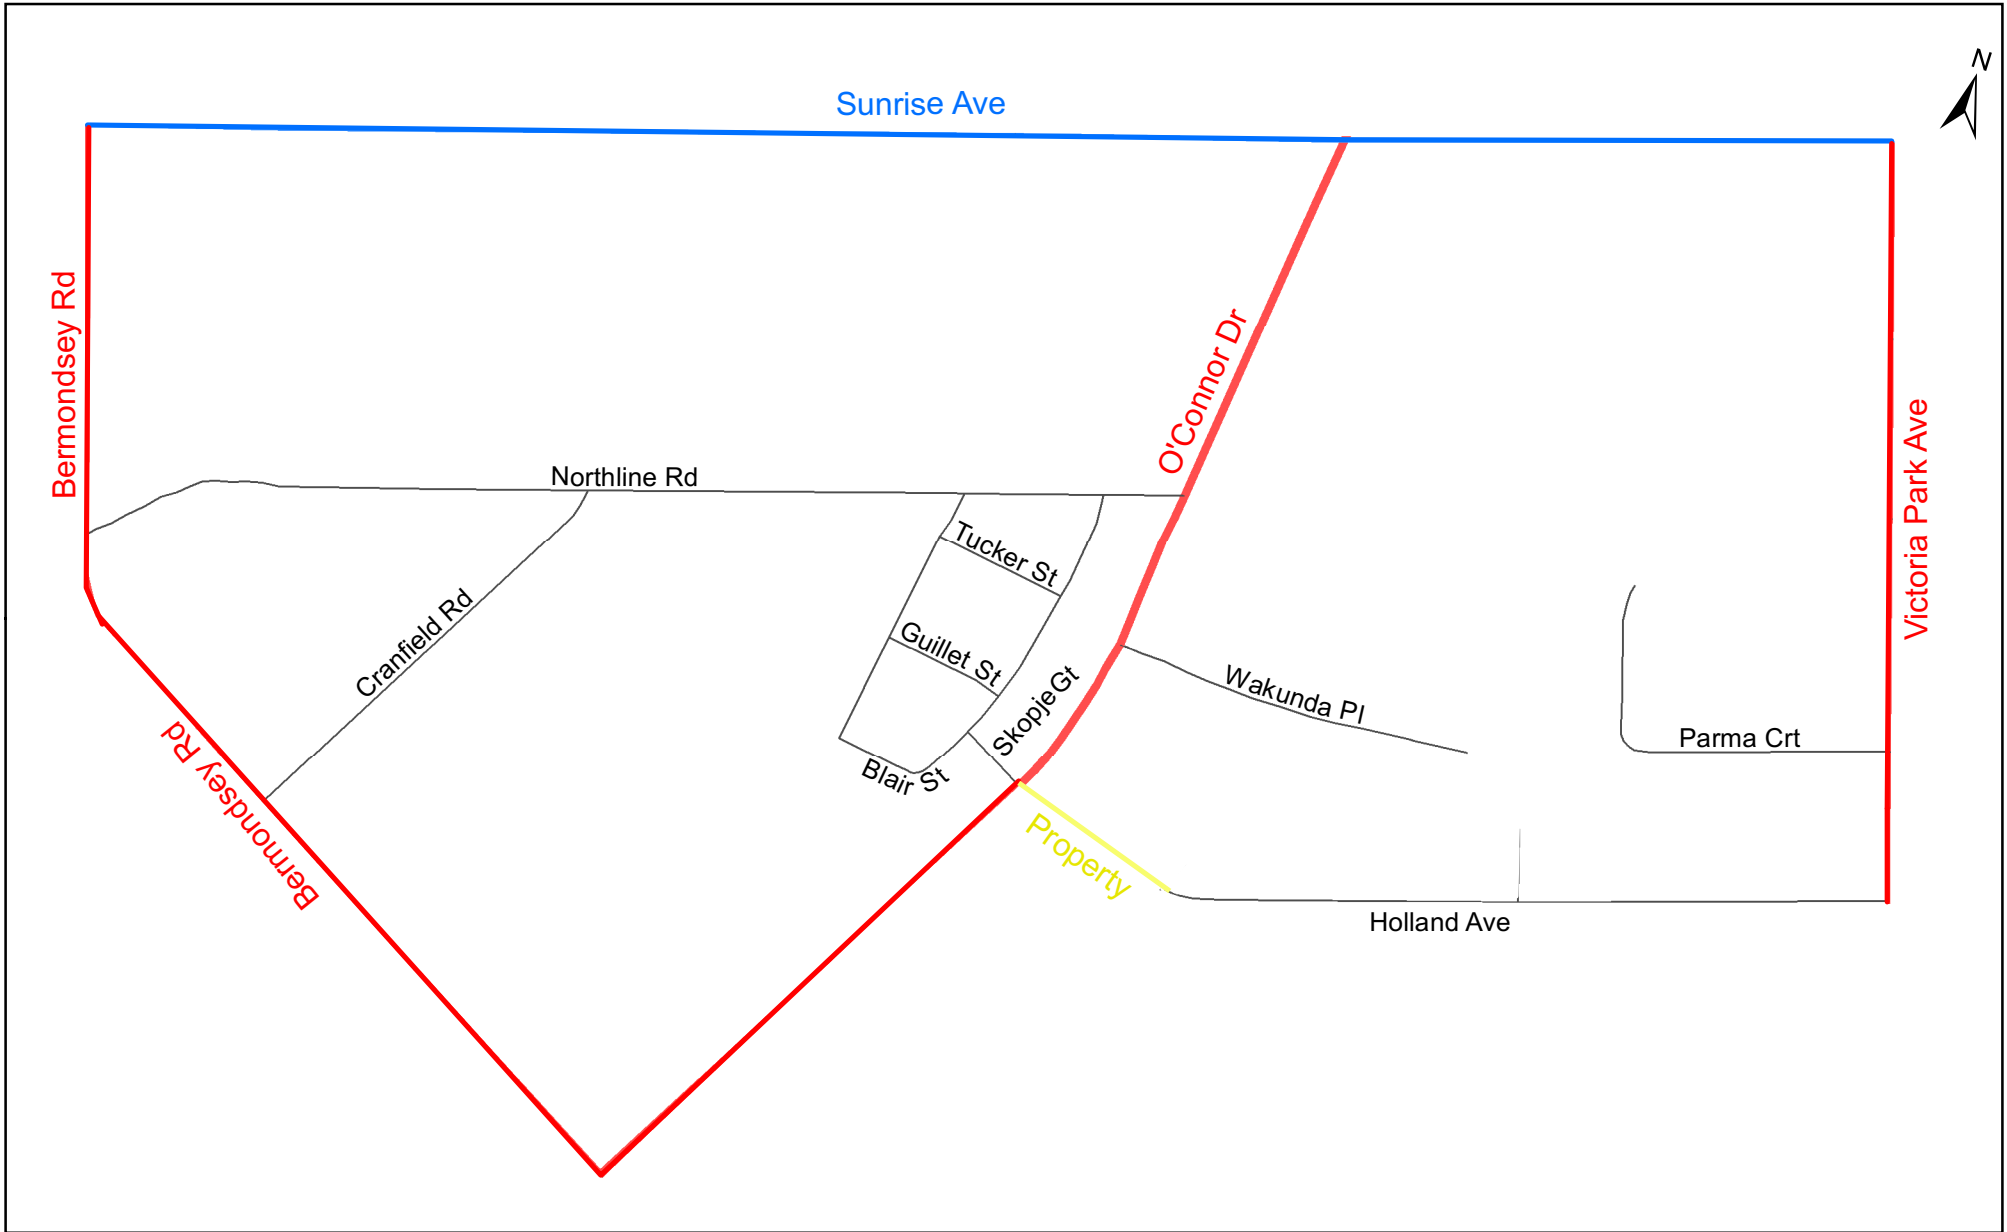 N
Sunrise Ave
Bermondsey Rd
O'Connor Dr
Victoria Park Ave
Northline Rd
Tucker St
Cranfield Rd
Guillet St
Skopje Gt
Wakunda Pl
Parma Crt
Blair St
Bermondsey Rd
Property
Holland Ave